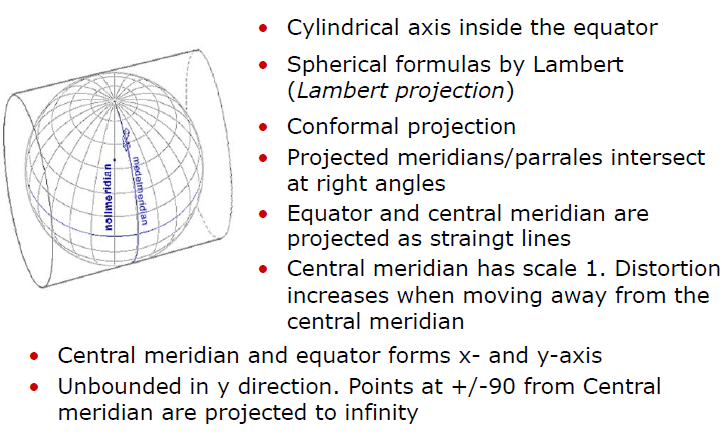 • Cylindrical axis inside the equator
• Spherical formulas by Lambert
(Lambert projection)
• Conformal projection
• Projected meridians/parrales intersect
at right angles
• Equator and central meridian are
projected as straingt lines
• Central meridian has scale 1. Distortion
increases when moving away from the
central meridian
• Central meridian and equator forms x- and y-axis
• Unbounded in y direction. Points at +/-90 from Central
meridian are projected to infinity
nullmeridian